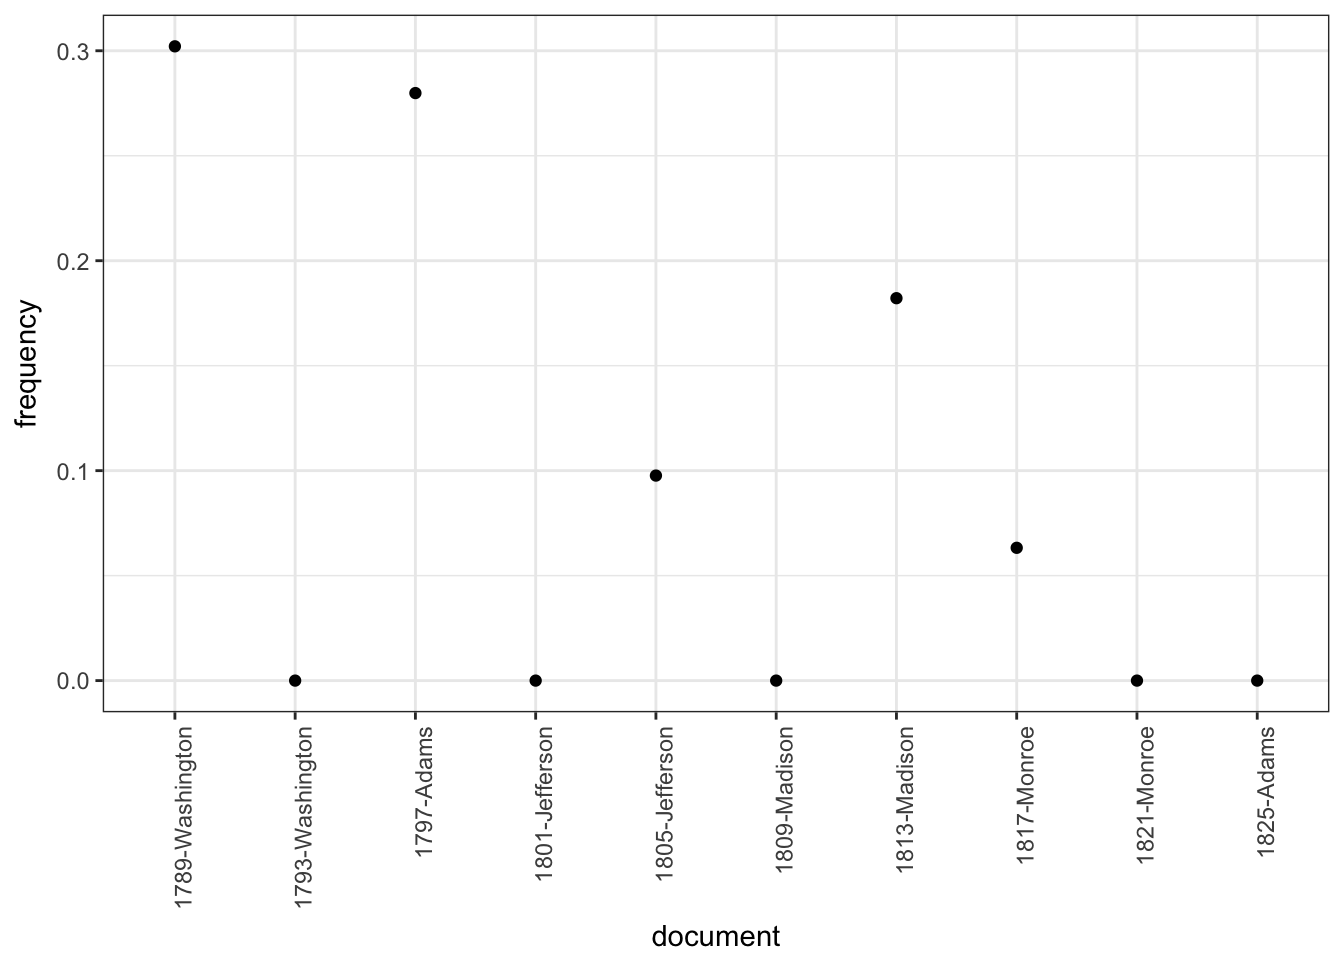 0.3
0.2
0.1
0.0
frequency
1789-Washington
1793-Washington
1797-Adams
1801-Jefferson
1805-Jefferson
1809-Madison
1813-Madison
1817-Monroe
1821-Monroe
1825-Adams
document